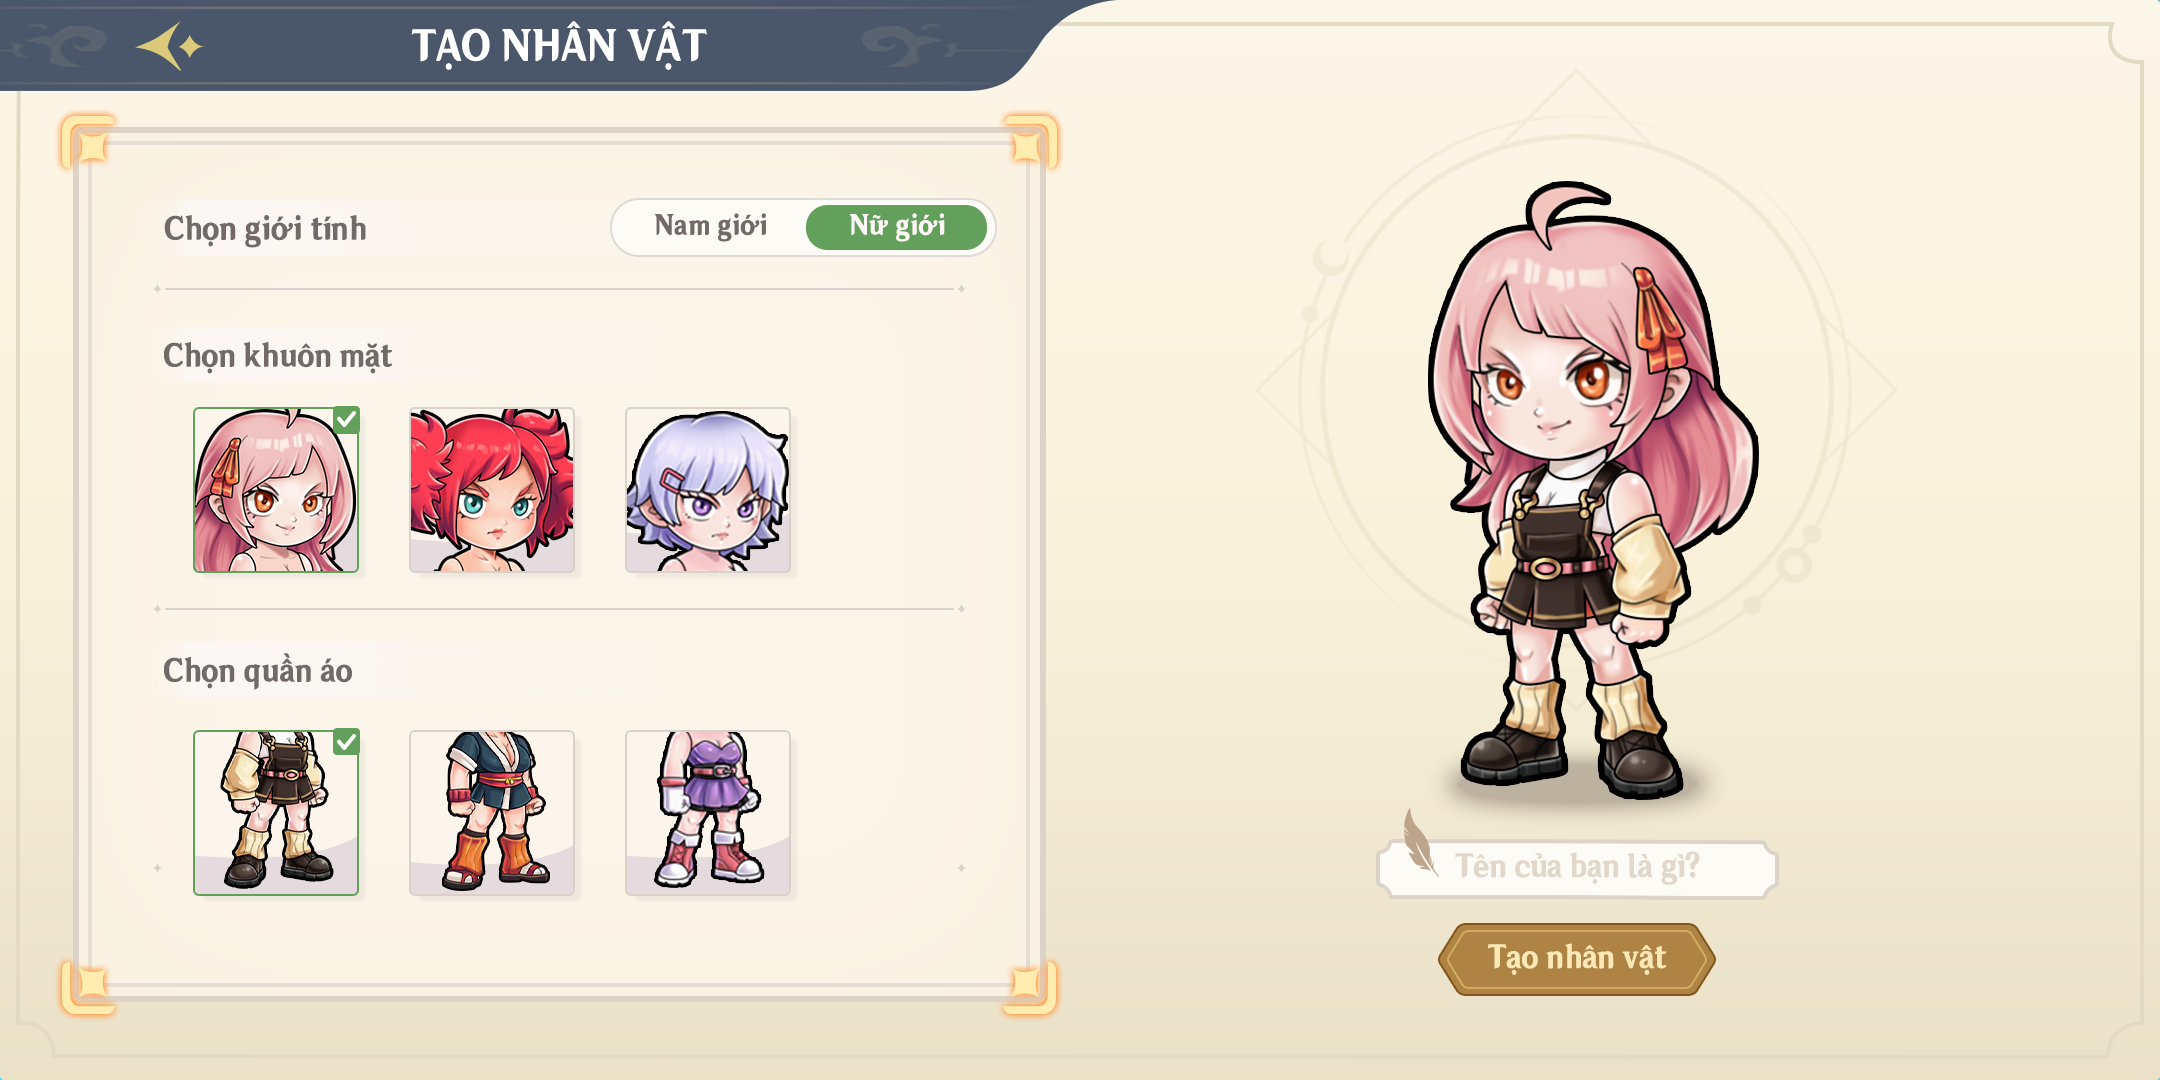 TẠO NHÂN VẬT
Chọn giới tính
Nam giới
Nữ giới
Chọn khuôn mặt
Chọn quần áo
Tên của bạn là gì?
Tạo nhân vật